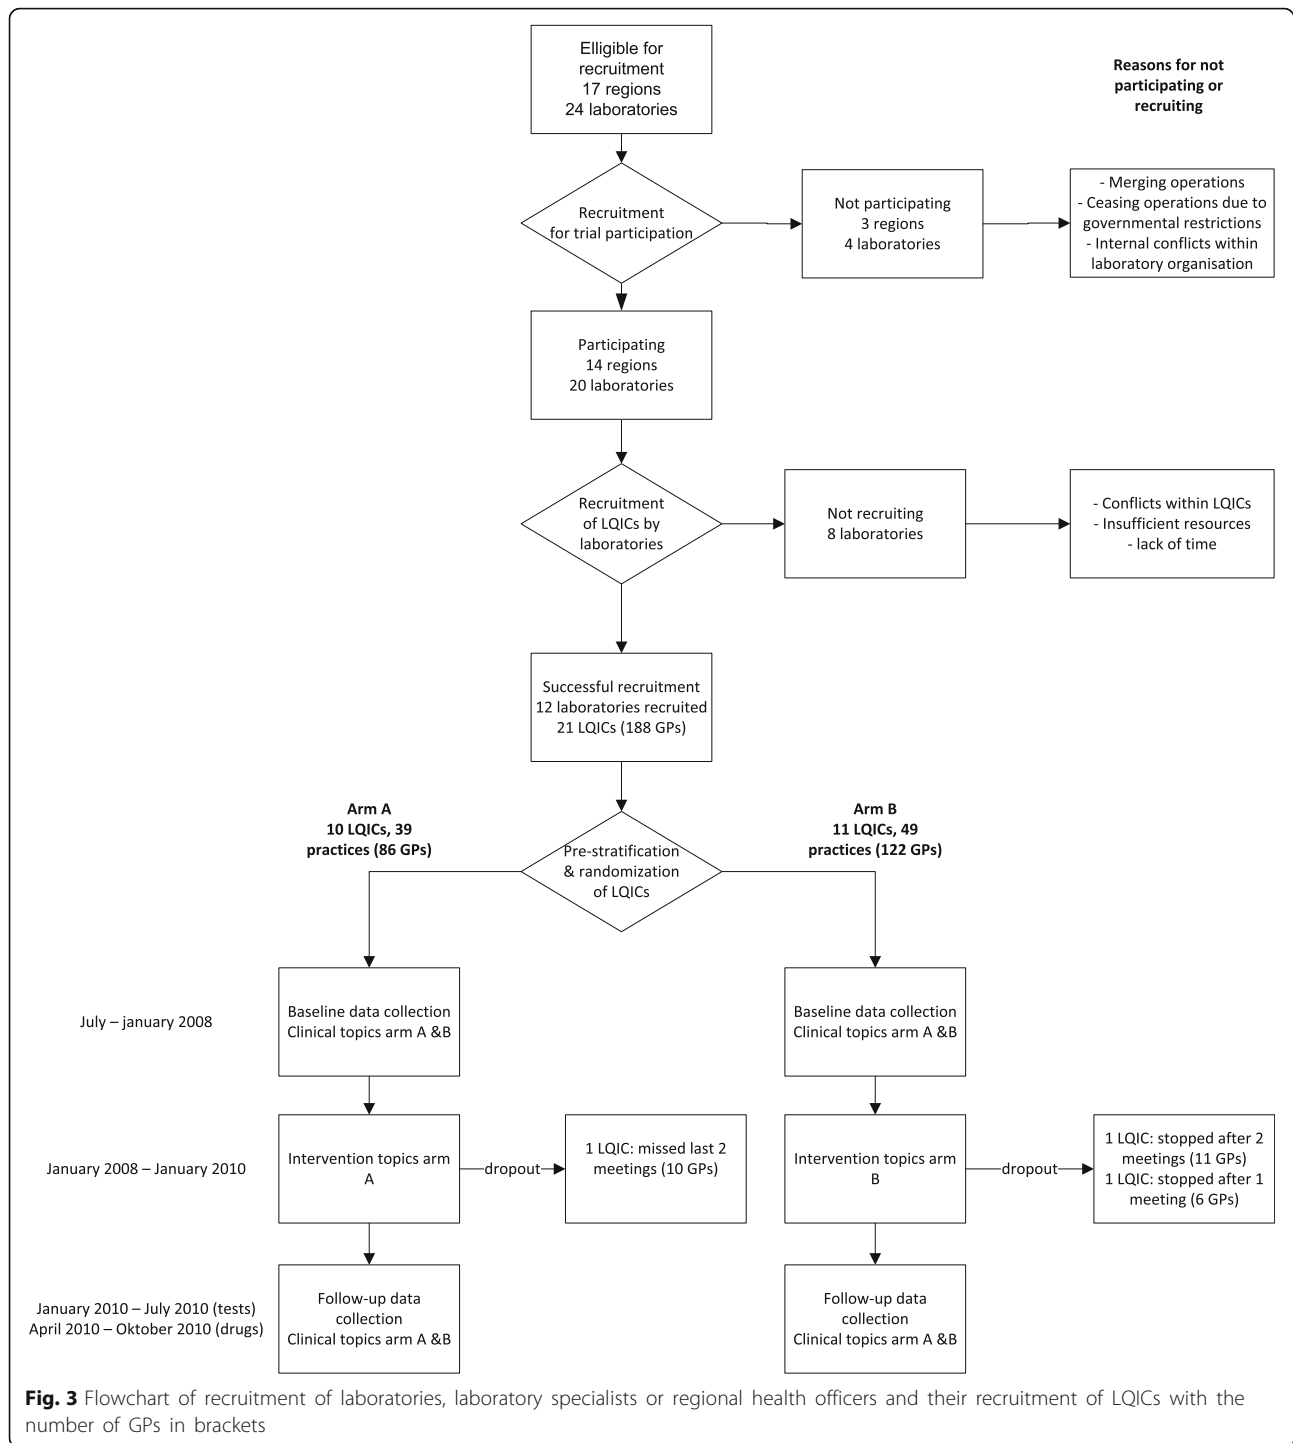 Elligible for
recruitment
17 regions
24 laboratories
Reasons for not
participating or
recruiting
Recruitment
for trial participation
Not participating
3 regions
4 laboratories
- Merging operations
- Ceasing operations due to
governmental restrictions
- Internal conflicts within
laboratory organisation
Participating
14 regions
20 laboratories
Recruitment
of LQICs by
laboratories
Not recruiting
8 laboratories
- Conflicts within LQICs
- Insufficient resources
- lack of time
Successful recruitment
12 laboratories recruited
21 LQICs (188 GPs)
Arm A
10 LQICs, 39
practices (86 GPs)
Arm B
11 LQICs, 49
practices (122 GPs)
Pre-stratification
& randomization
of LQICs
July – january 2008
Baseline data collection
Clinical topics arm A &B
Baseline data collection
Clinical topics arm A &B
January 2008 – January 2010
Intervention topics arm
A
dropout
1 LQIC: missed last 2
meetings (10 GPs)
Intervention topics arm
B
dropout
1 LQIC: stopped after 2
meetings (11 GPs)
1 LQIC: stopped after 1
meeting (6 GPs)
January 2010 – July 2010 (tests)
April 2010 – Oktober 2010 (drugs)
Follow-up data
collection
Clinical topics arm A &B
Follow-up data
collection
Clinical topics arm A &B
Fig. 3 Flowchart of recruitment of laboratories, laboratory specialists or regional health officers and their recruitment of LQICs with the
number of GPs in brackets